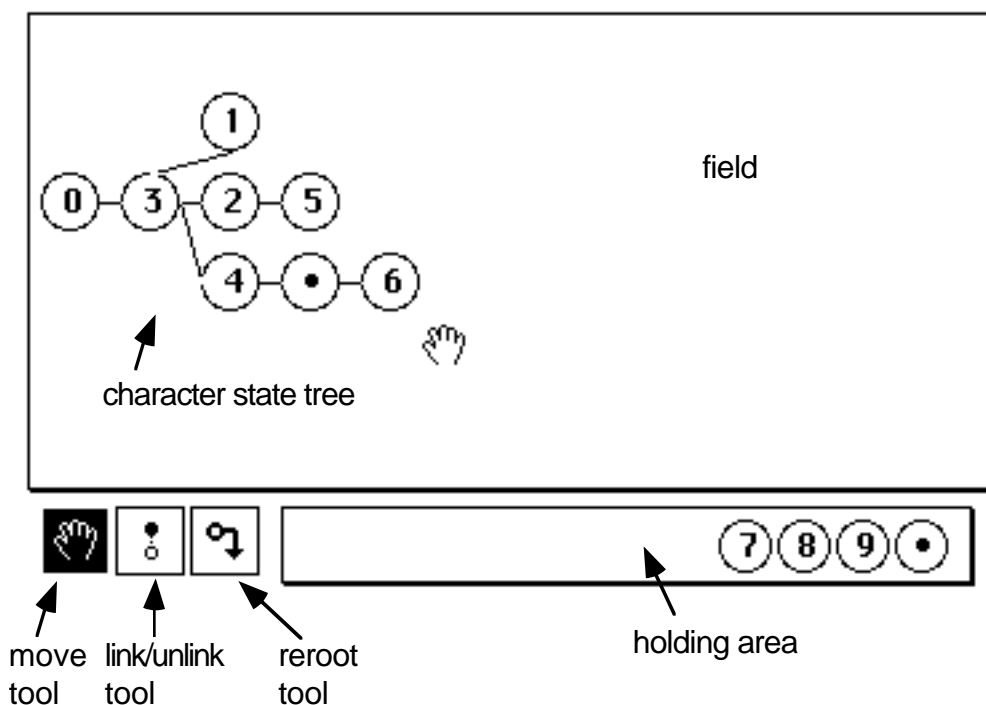 1
field
0 3 2 5
4 • 6
character state tree
7 8 9 •
move tool
link/unlink tool
reroot tool
holding area